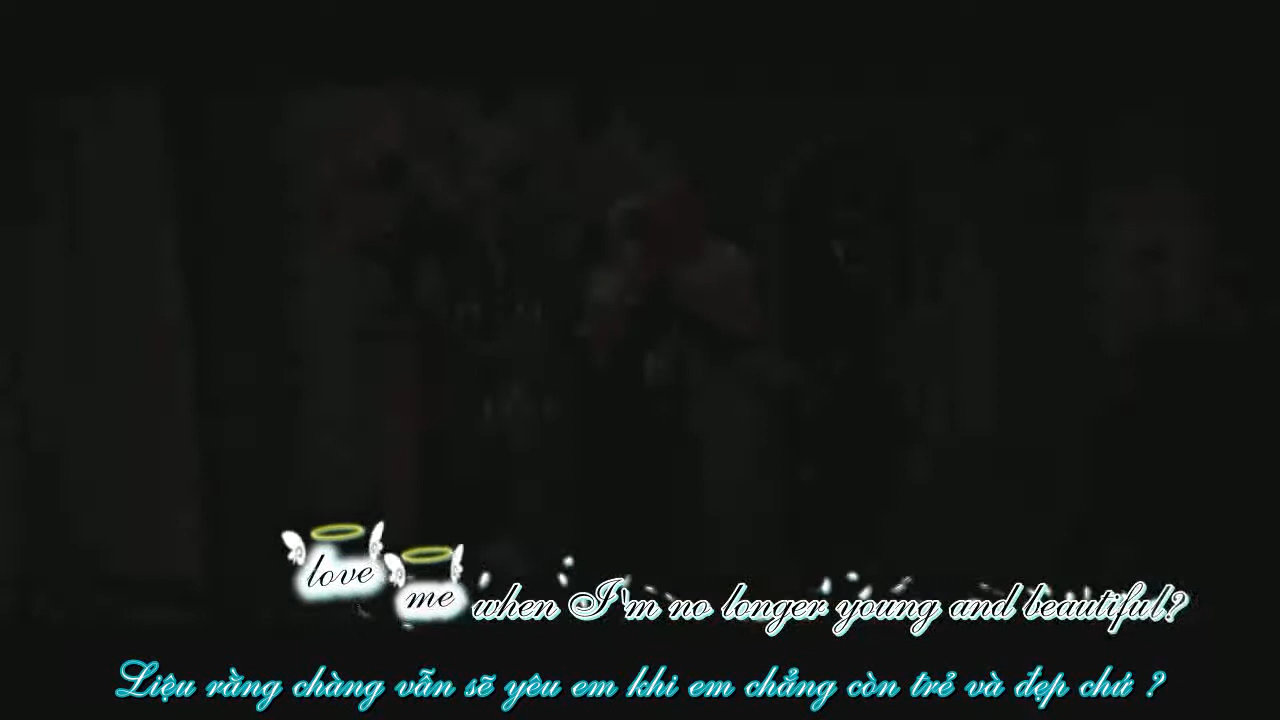 love me when I'm no longer young and beautiful?
Liệu rằng chàng vẫn sẽ yêu em khi em chẳng còn trẻ và đẹp chứ ?